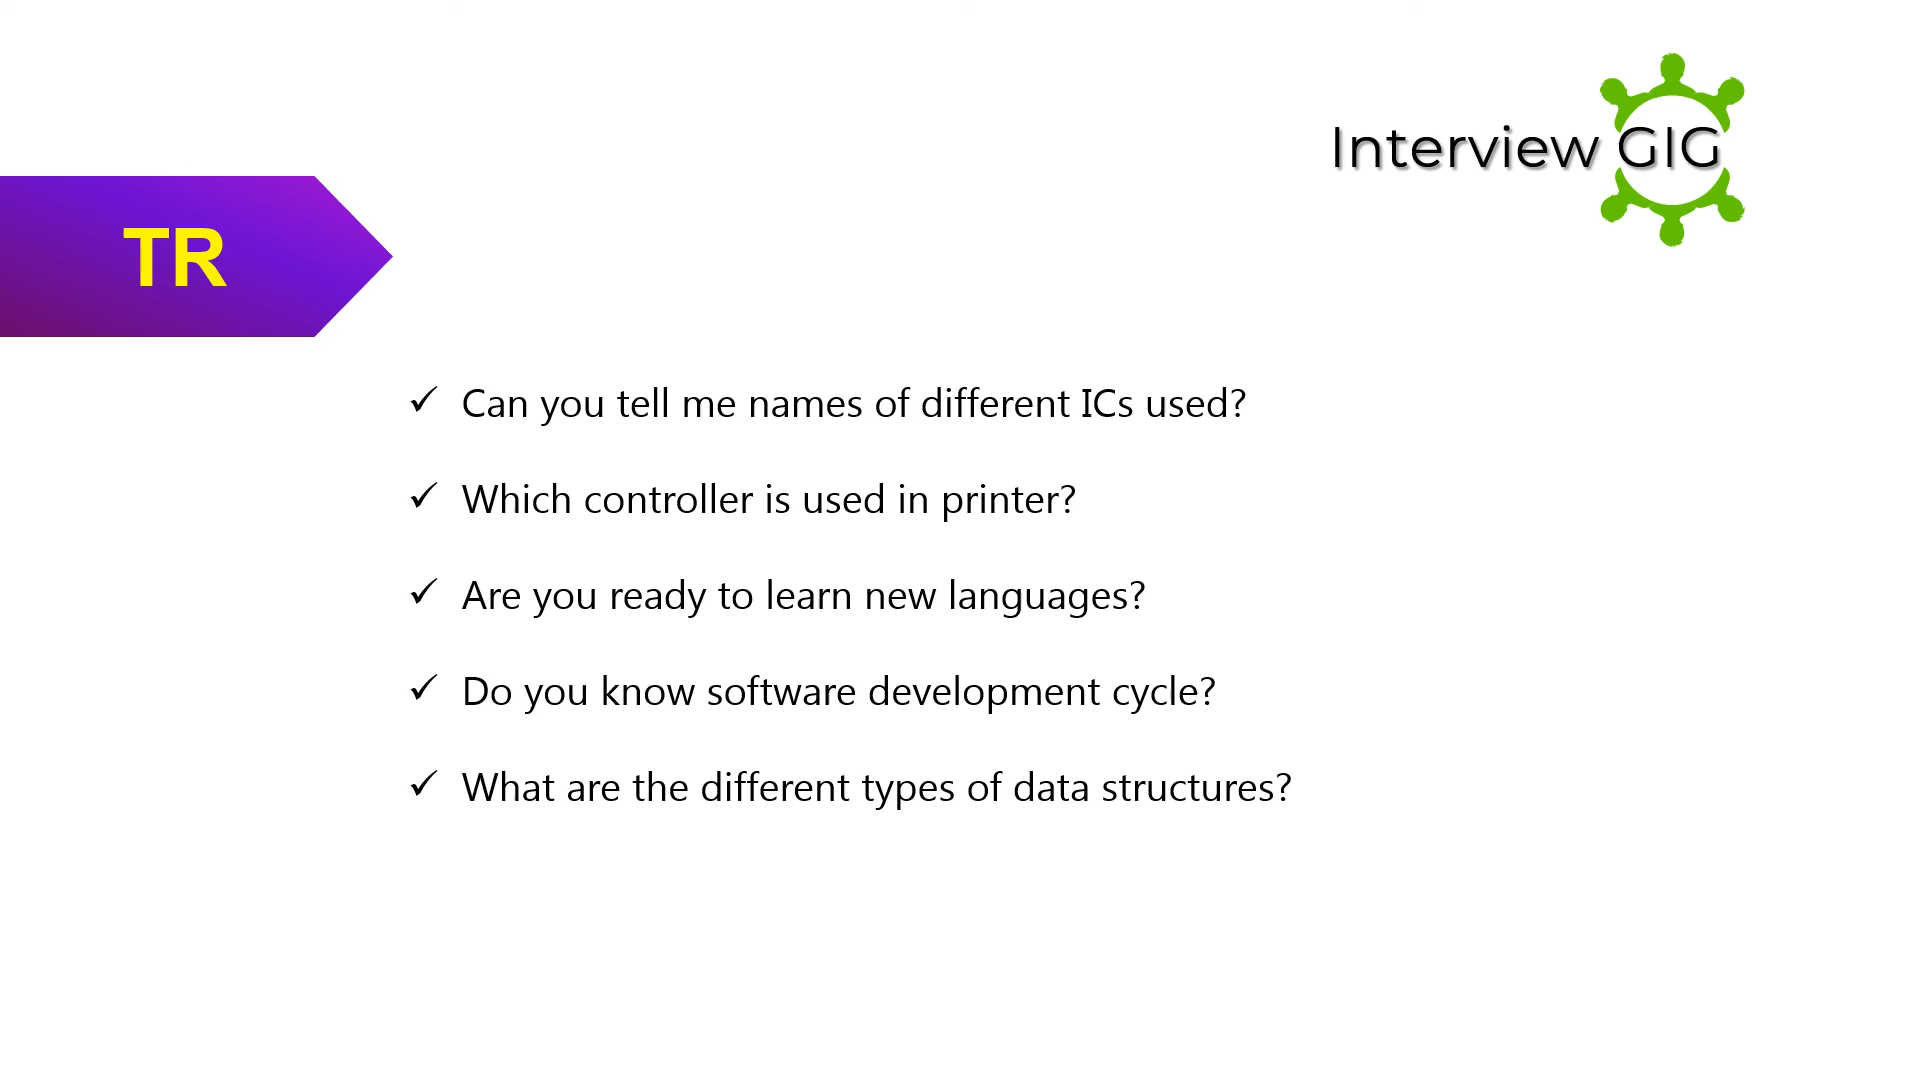 Interview GIG
TR
✓ Can you tell me names of different ICs used?
✓ Which controller is used in printer?
✓ Are you ready to learn new languages?
✓ Do you know software development cycle?
✓ What are the different types of data structures?